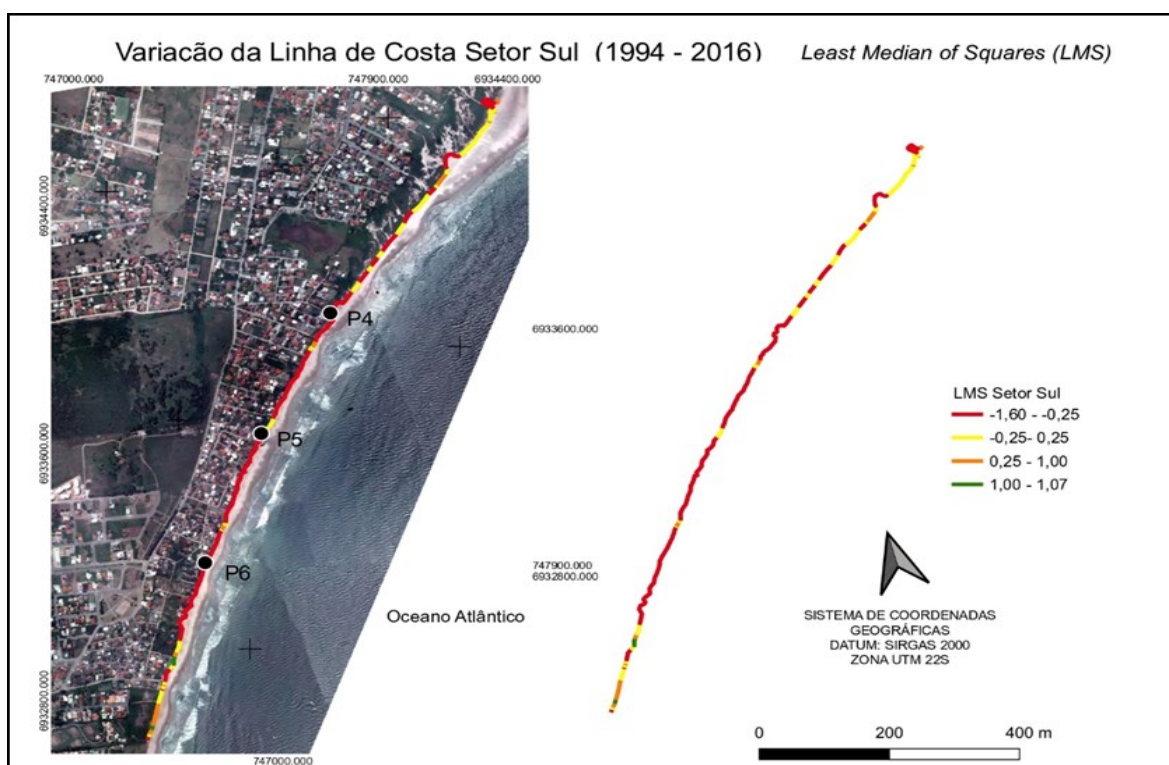 Variacão da Linha de Costa Setor Sul (1994 - 2016)
Least Median of Squares (LMS)
747000.000
747900.000
6934400.000
6934400.000
P4
6933600.000
P5
6933600.000
LMS Setor Sul
-1,60 - -0,25
-0,25- 0,25
0,25 - 1,00
1,00 - 1,07
P6
747900.000
6932800.000
Oceano Atlântico
SISTEMA DE COORDENADAS
GEOGRÁFICAS
DATUM: SIRGAS 2000
ZONA UTM 22S
6932800.000
747000.000
0 200 400 m